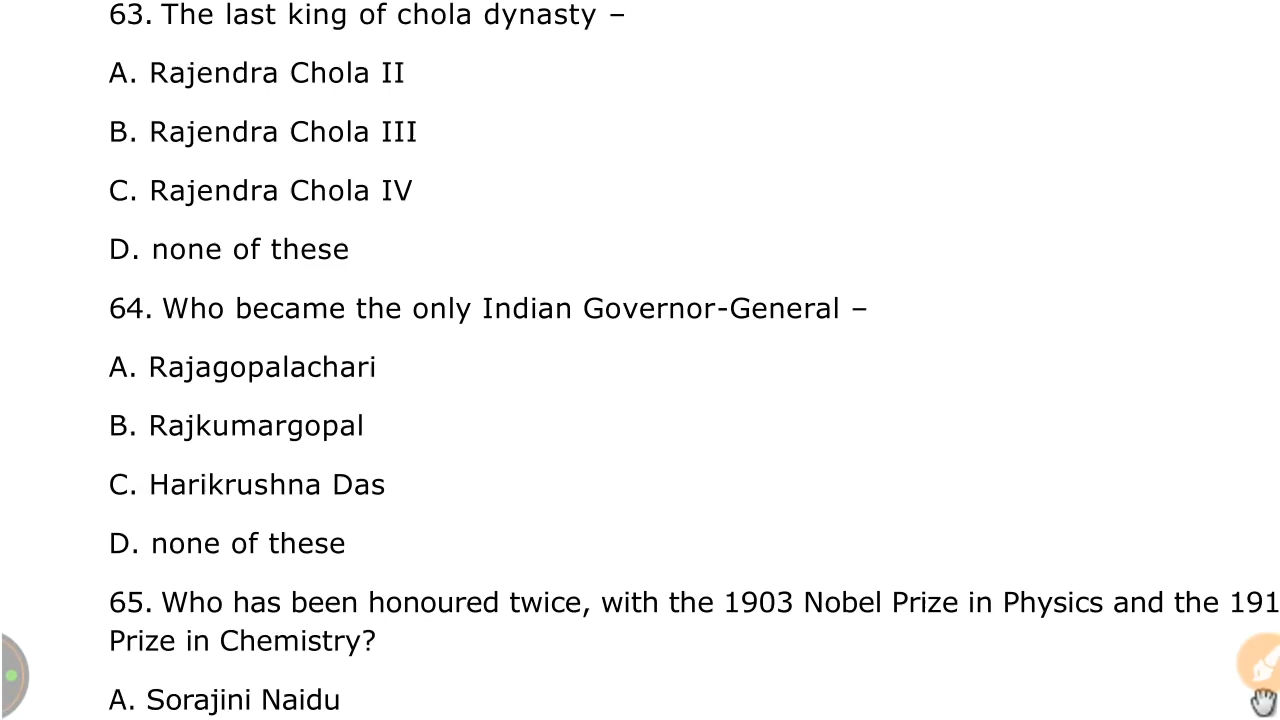 63. The last king of chola dynasty –
A. Rajendra Chola II
B. Rajendra Chola III
C. Rajendra Chola IV
D. none of these
64. Who became the only Indian Governor-General –
A. Rajagopalachari
B. Rajkumargopal
C. Harikrushna Das
D. none of these
65. Who has been honoured twice, with the 1903 Nobel Prize in Physics and the 191
Prize in Chemistry?
A. Sorajini Naidu